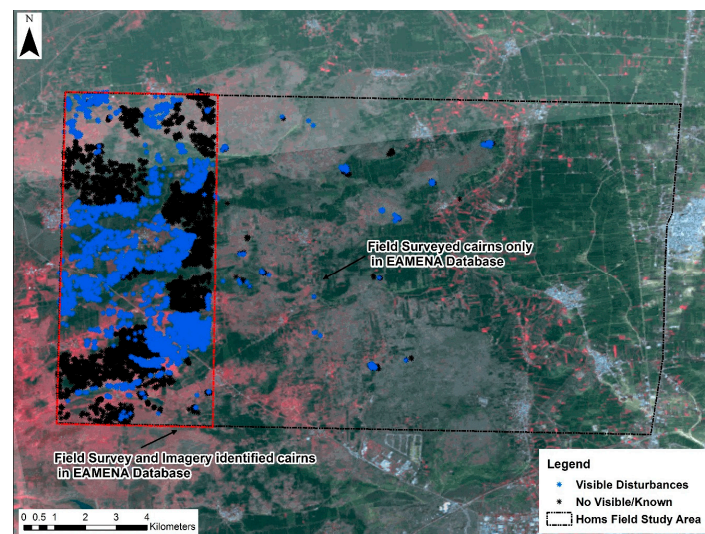 N
Field Surveyed cairns only
in EAMENA Database
Field Survey and Imagery identified cairns
in EAMENA Database
Legend
Visible Disturbances
No Visible/Known
Homs Field Study Area
0 0.5 1 2 3 4
Kilometers